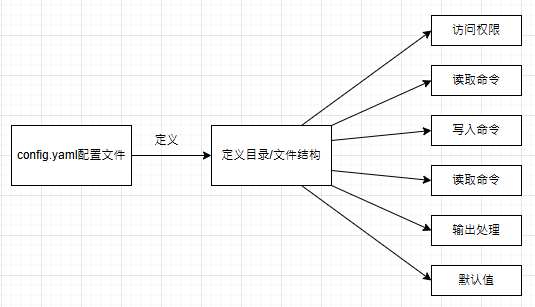 访问权限
读取命令
config.yaml配置文件
定义
定义目录/文件结构
写入命令
读取命令
输出处理
默认值